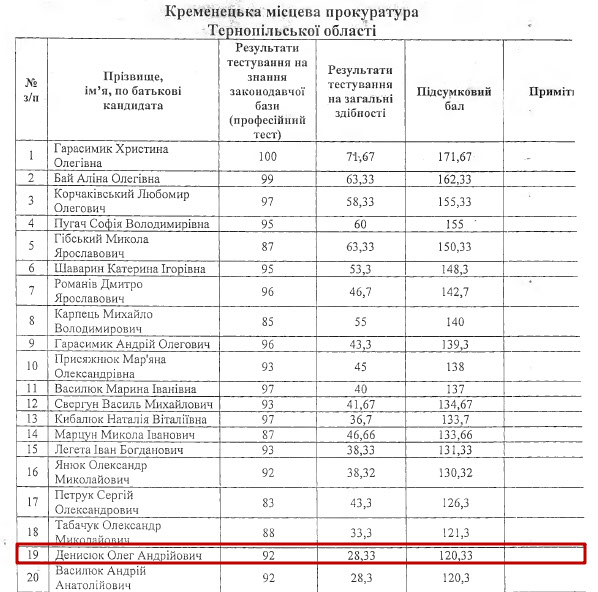 Кременецька місцева прокуратура
Тернопільської області
№ з/п
Прізвище,
ім’я, по батькові
кандидата
Результати
тестування на
знання
законодавчої
бази
(професійний
тест)
Результати
тестування
на загальні
здібності
Підсумковий
бал
Приміт
1 Гарасимик Христина
Олегівна 100 71,67 171,67
2 Бай Аліна Олегівна 99 63,33 162,33
3 Корчаківський Любомир
Олегович 97 58,33 155,33
4 Пугач Софія Володимирівна 95 60 155
5 Гібський Микола
Ярославович 87 63,33 150,33
6 Шаварин Катерина Ігорівна 95 53,3 148,3
7 Романів Дмитро
Ярославович 96 46,7 142,7
8 Карпець Михайло
Володимирович 85 55 140
9 Гарасимик Андрій Олегович 96 43,3 139,3
10 Присяжнюк Мар'яна
Олександрівна 93 45 138
11 Василюк Марина Іванівна 97 40 137
12 Свергун Василь Михайлович 93 41,67 134,67
13 Кибалюк Наталія Віталіївна 97 36,7 133,7
14 Марцун Микола Іванович 87 46,66 133,66
15 Легета Іван Богданович 93 38,33 131,33
16 Янюк Олександр
Миколайович 92 38,32 130,32
17 Петрук Сергій
Олександрович 83 43,3 126,3
18 Табачук Олександр
Миколайович 88 33,3 121,3
19 Денисюк Олег Андрійович 92 28,33 120,33
20 Василюк Андрій
Анатолійович 92 28,3 120,3